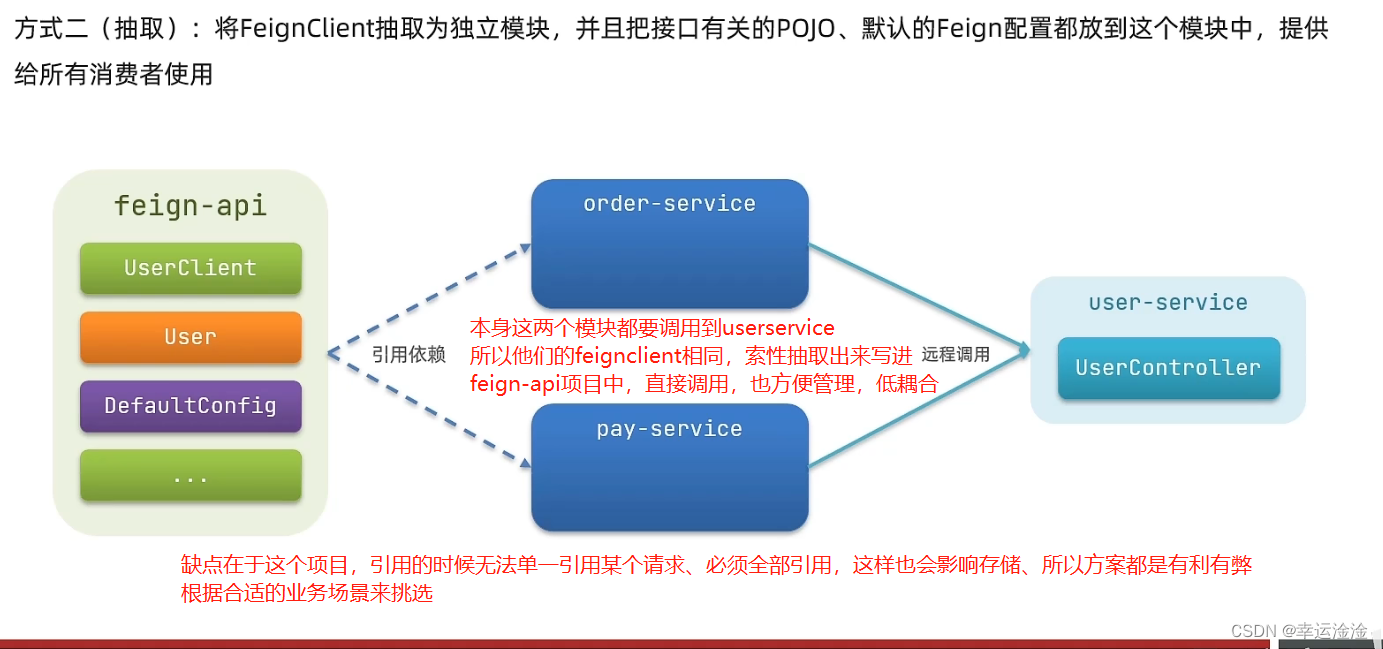 方式二（抽取）：将FeignClient抽取为独立模块，并且把接口有关的POJO、默认的Feign配置都放到这个模块中，提供
给所有消费者使用
feign-api
UserClient
User
DefaultConfig
...
引用依赖
order-service
本身这两个模块都要调用到userservice
所以他们的feignclient相同，索性抽取出来写进
feign-api项目中，直接调用，也方便管理，低耦合
pay-service
远程调用
user-service
UserController
缺点在于这个项目，引用的时候无法单一引用某个请求、必须全部引用，这样也会影响存储、所以方案都是有利有弊
根据合适的业务场景来挑选
CSDN @幸运淦淦